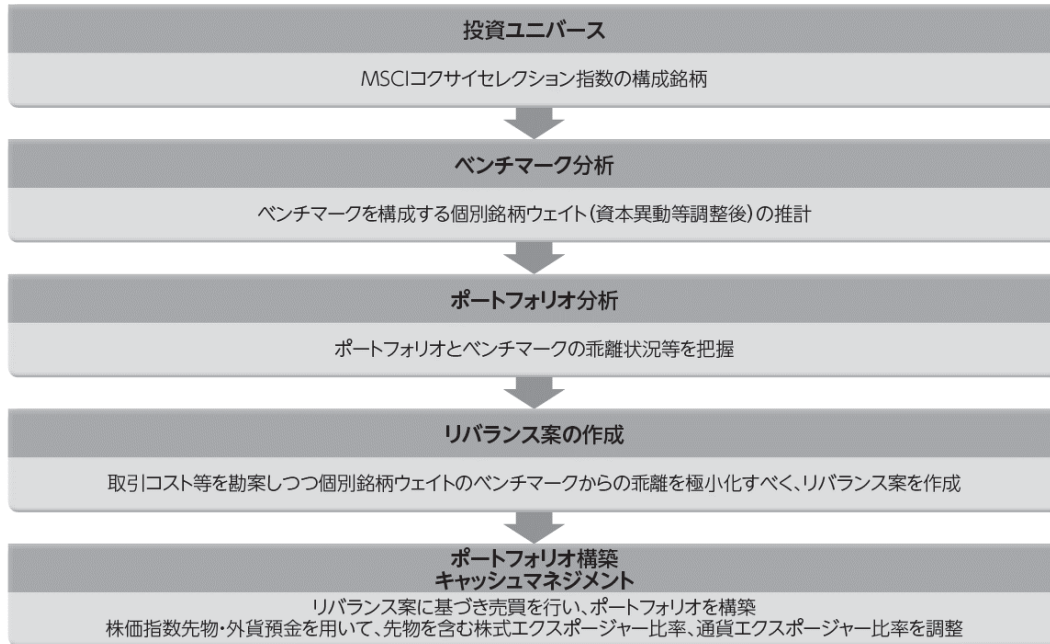 投資ユニバース
MSCIコクサイセレクション指数の構成銘柄
ベンチマーク分析
ベンチマークを構成する個別銘柄ウェイト(資本異動等調整後)の推計
ポートフォリオ分析
ポートフォリオとベンチマークの乖離状況等を把握
リバランス案の作成
取引コスト等を勘案しつつ個別銘柄ウェイトのベンチマークからの乖離を極小化すべく、リバランス案を作成
ポートフォリオ構築
キャッシュマネジメント
リバランス案に基づき売買を行い、ポートフォリオを構築
株価指数先物・外貨預金を用いて、先物を含む株式エクスポージャー比率、通貨エクスポージャー比率を調整